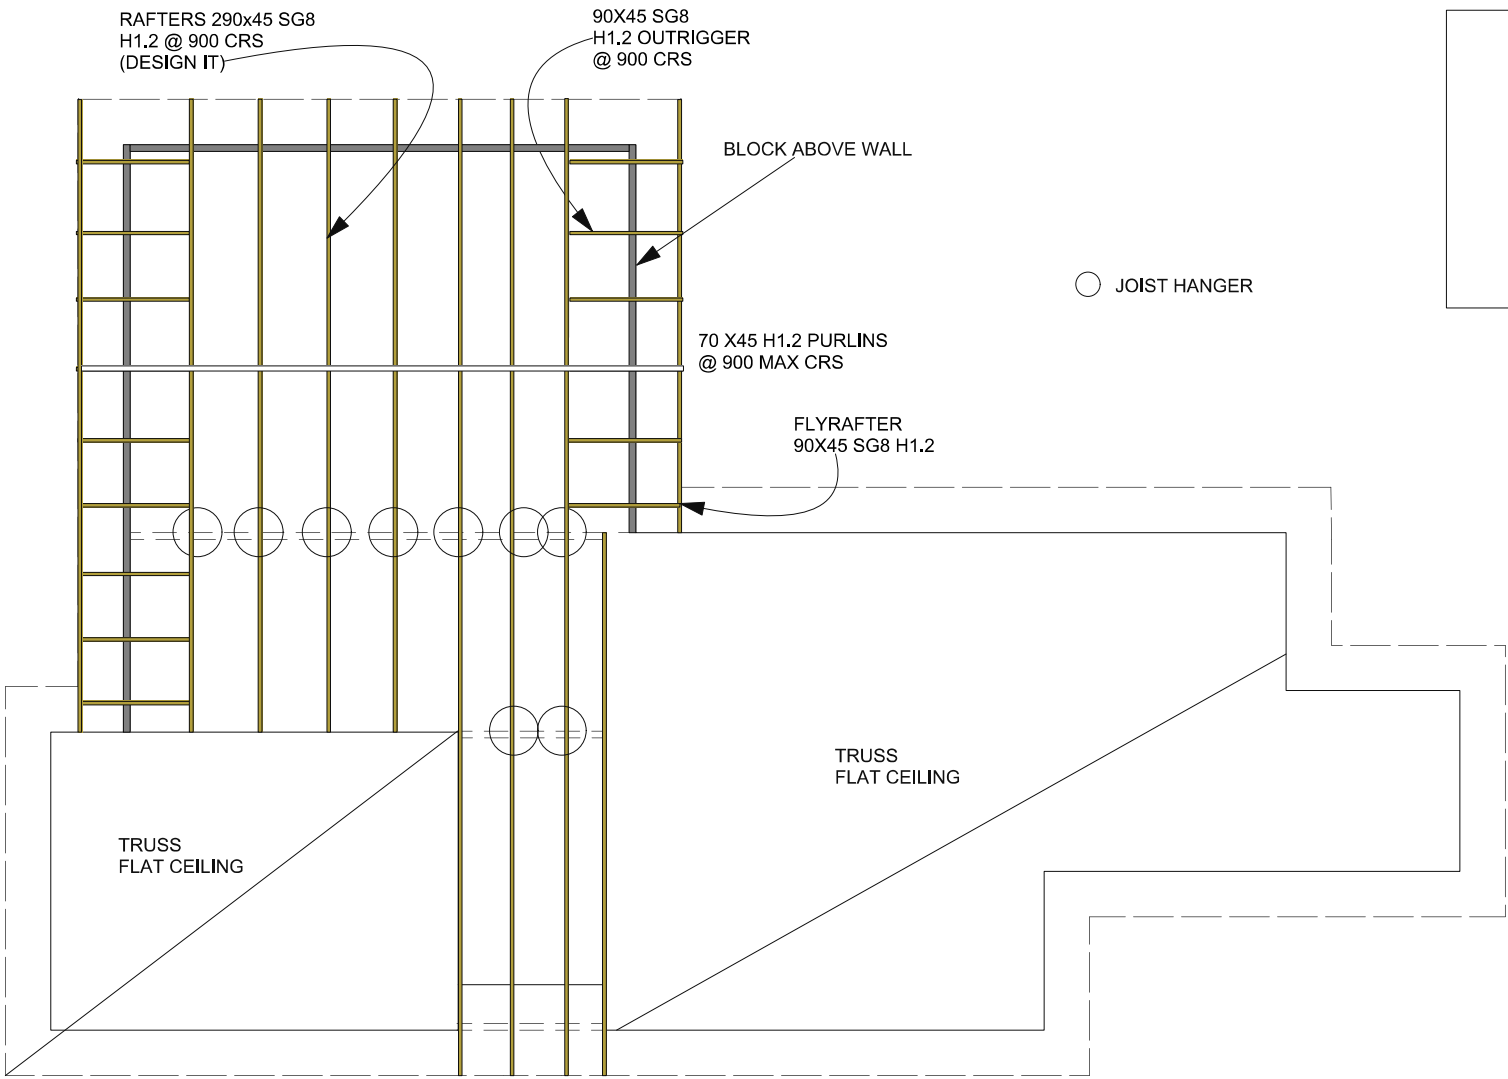 RAFTERS 290x45 SG8
H1.2 @ 900 CRS
(DESIGN IT)
90X45 SG8
H1.2 OUTRIGGER
@ 900 CRS
BLOCK ABOVE WALL
JOIST HANGER
70 X45 H1.2 PURLINS
@ 900 MAX CRS
FLYRAFTER
90X45 SG8 H1.2
TRUSS
FLAT CEILING
TRUSS
FLAT CEILING